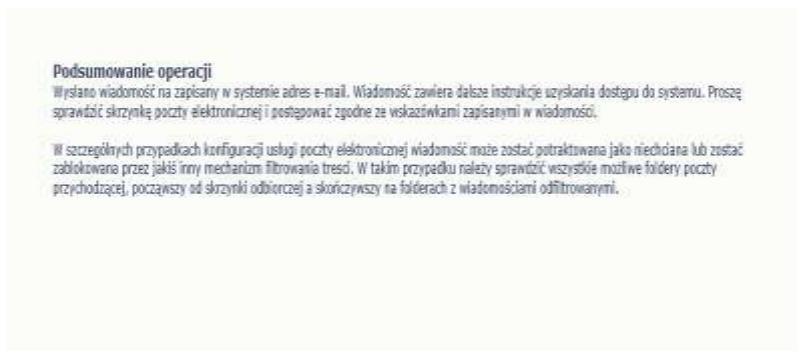 Podsumowanie operacji
Wysłano wiadomość na zapisany w systemie adres e-mail. Wiadomość zawiera dalsze instrukcje uzyskania dostępu do systemu. Proszę
sprawdzić skrzynkę poczty elektronicznej i postępować zgodne ze wskazówkami zapisanymi w wiadomości.
W szczególnych przypadkach konfiguracji usługi poczty elektronicznej wiadomość może zostać potraktowana jako niechciana lub zostać
zablokowana przez jakiś inny mechanizm filtrowania tresci. W takim przypadku należy sprawdzić wszystkie możliwe foldery poczty
przychodzącej, począwszy od skrzynki odbiorczej a skończywszy na folderach z wiadomościami odfiltrowanymi.